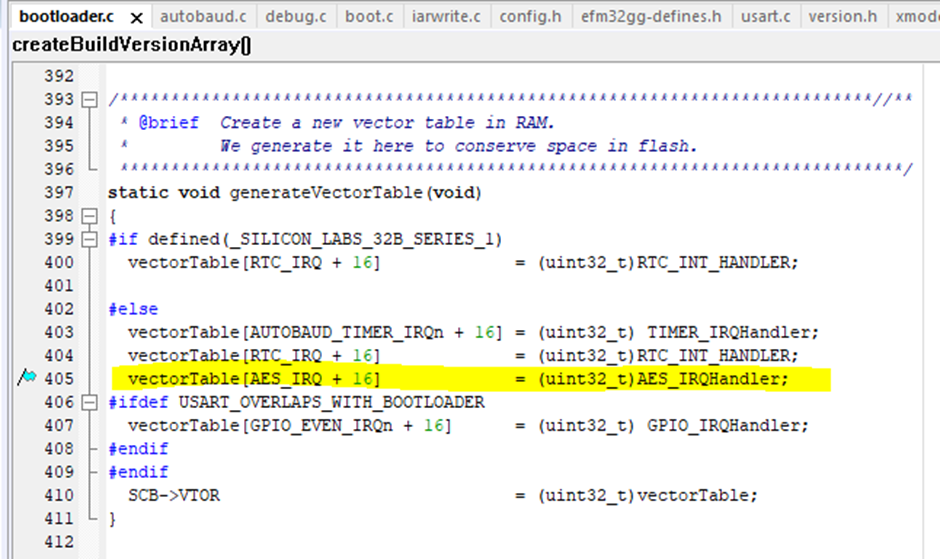 bootloader.c × autobaud.c debug.c boot.c iarwrite.c config.h efm32gg-defines.h usart.c version.h
createBuildVersionArray()
392
393 /**************************************************************************//**
394 * @brief Create a new vector table in RAM.
395 * We generate it here to conserve space in flash.
396 *****************************************************************************/
397 static void generateVectorTable(void)
398 {
399 #if defined(_SILICON_LABS_32B_SERIES_1)
400 vectorTable[RTC_IRQ + 16] = (uint32_t)RTC_INT_HANDLER;
401
402 #else
403 vectorTable[AUTOBAUD_TIMER_IRQn + 16] = (uint32_t) TIMER_IRQHandler;
404 vectorTable[RTC_IRQ + 16] = (uint32_t)RTC_INT_HANDLER;
405 vectorTable[AES_IRQ + 16] = (uint32_t)AES_IRQHandler;
406 #ifdef USART_OVERLAPS_WITH_BOOTLOADER
407 vectorTable[GPIO_EVEN_IRQn + 16] = (uint32_t) GPIO_IRQHandler;
408 #endif
409 #endif
410 SCB->VTOR = (uint32_t)vectorTable;
411 }
412